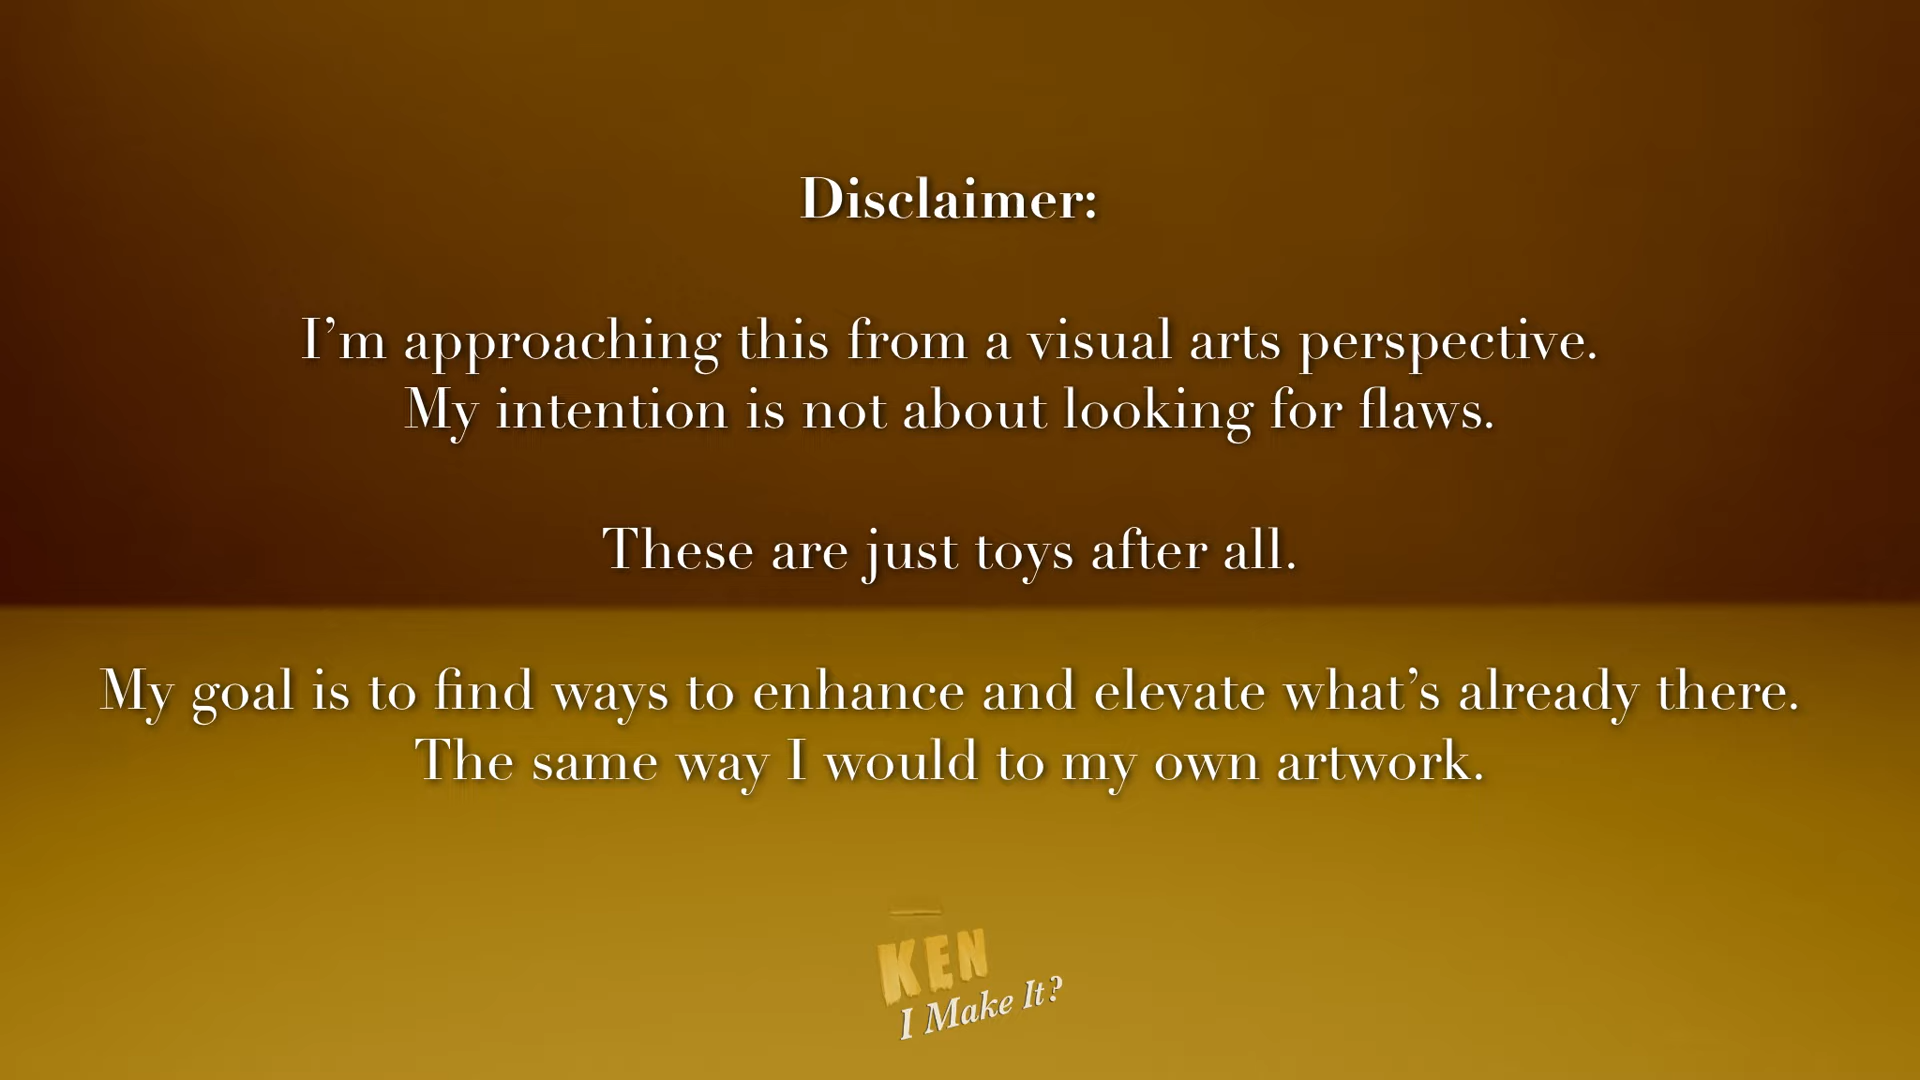 Disclaimer:
I’m approaching this from a visual arts perspective.
My intention is not about looking for flaws.
These are just toys after all.
My goal is to find ways to enhance and elevate what’s already there.
The same way I would to my own artwork.
KEN
I Make It?